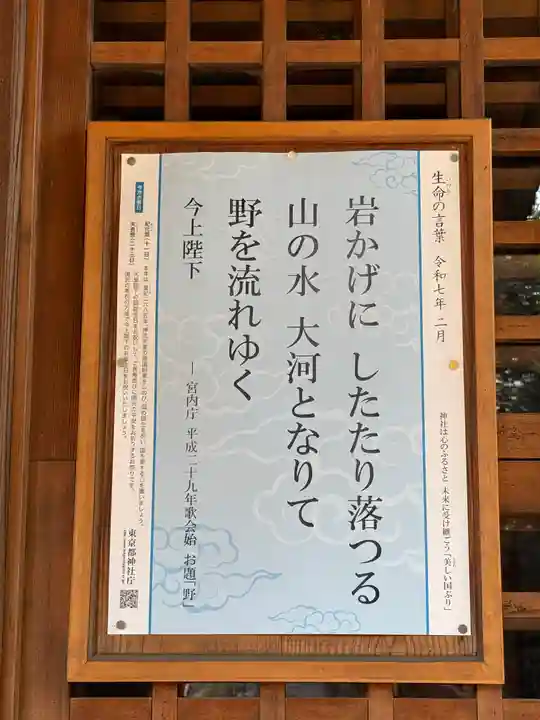 生命の言葉 令和七年 二月
神社は心のふるさと 未来に受け継ごう「美しい国ぶり」
岩かげに したたり落つる
山の水 大河となりて
野を流れゆく
今上陛下
― 宮内庁 平成二十九年歌会始 お題「野」
東京都神社庁